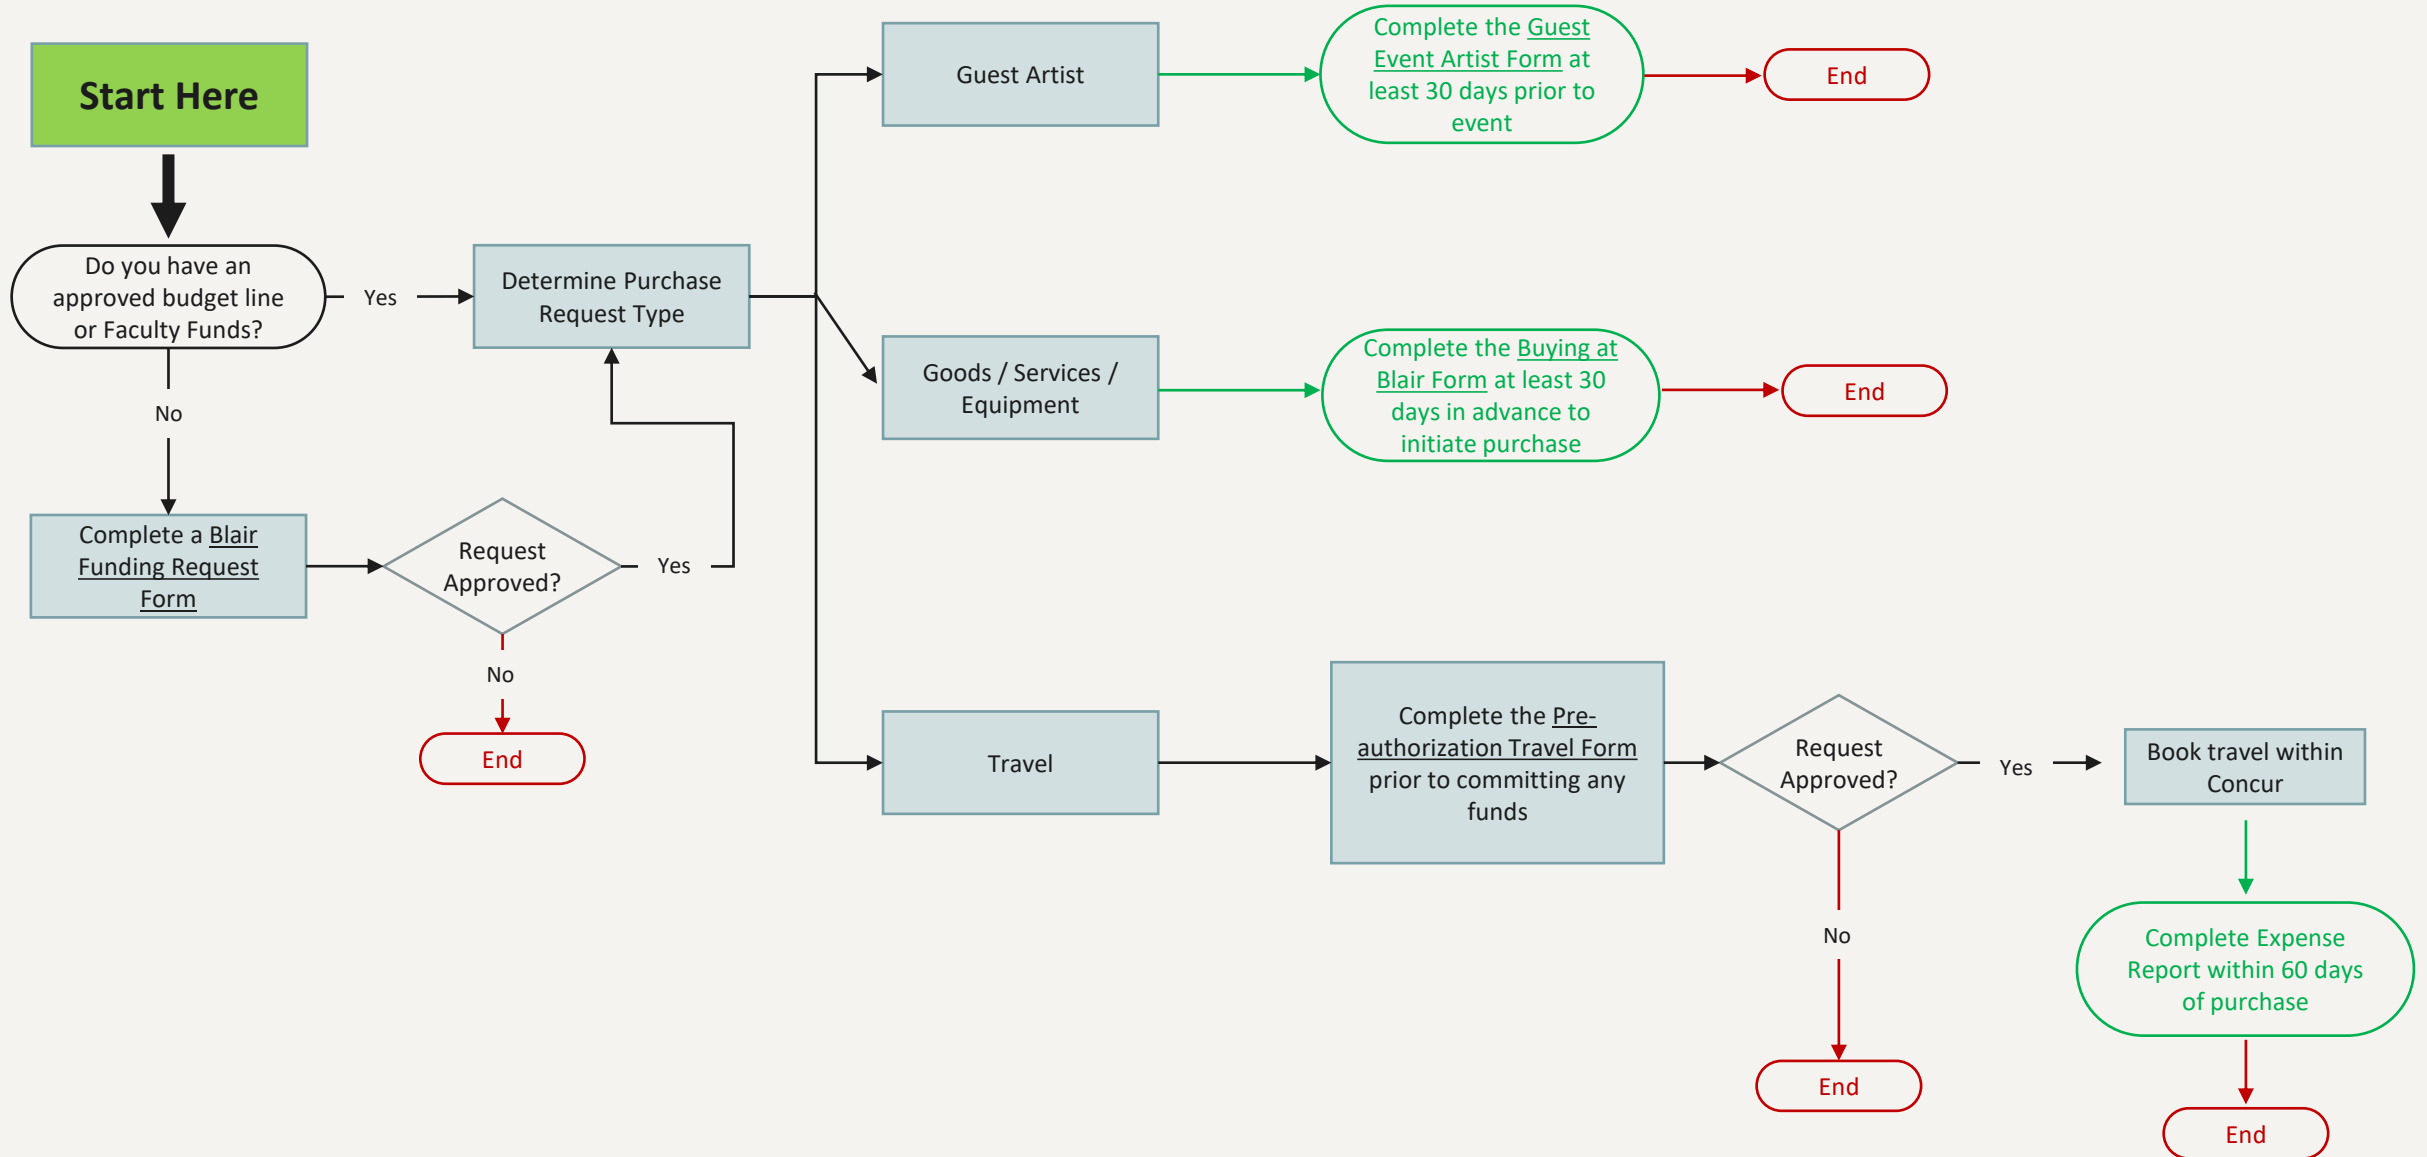 Start Here
Do you have an
approved budget line
or Faculty Funds?
Yes
No
Complete a Blair
Funding Request
Form
Request
Approved?
Yes
No
End
Determine Purchase
Request Type
Guest Artist
Complete the Guest
Event Artist Form at
least 30 days prior to
event
End
Goods / Services /
Equipment
Complete the Buying at
Blair Form at least 30
days in advance to
initiate purchase
End
Travel
Complete the Pre-
authorization Travel Form
prior to committing any
funds
Request
Approved?
Yes
No
End
Book travel within
Concur
Complete Expense
Report within 60 days
of purchase
End